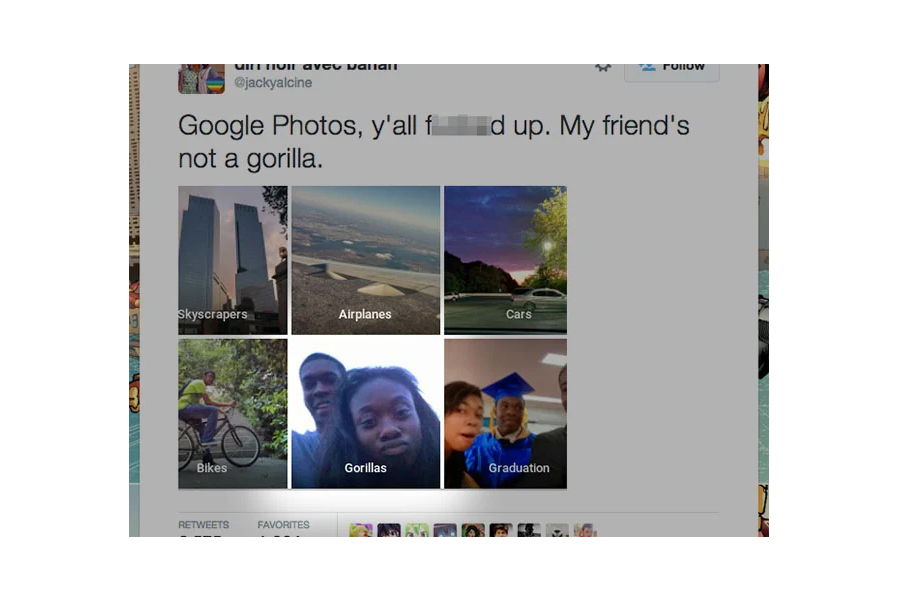 @jackyalcine
Follow
Google Photos, y'all f d up. My friend's
not a gorilla.
Skyscrapers
Airplanes
Cars
Bikes
Gorillas
Graduation
RETWEETS FAVORITES